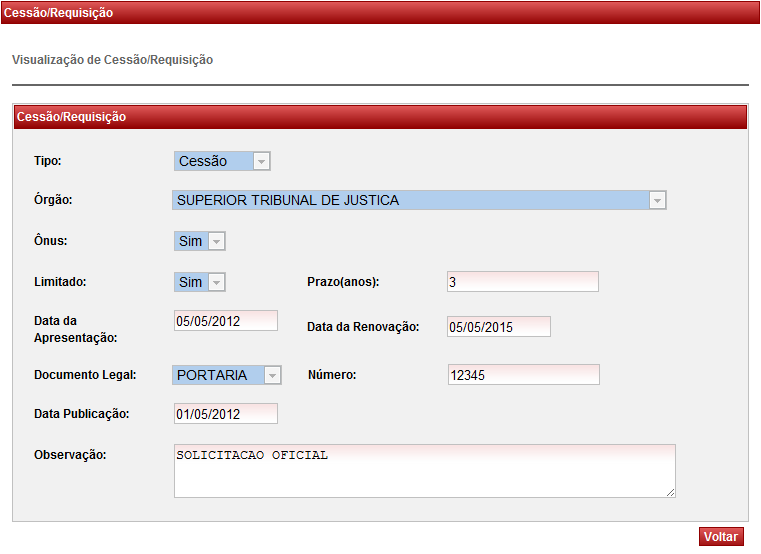 Cessão/Requisição
Visualização de Cessão/Requisição
Cessão/Requisição
Tipo: Cessão
Órgão: SUPERIOR TRIBUNAL DE JUSTICA
Ônus: Sim
Limitado: Sim Prazo(anos): 3
Data da Apresentação: 05/05/2012 Data da Renovação: 05/05/2015
Documento Legal: PORTARIA Número: 12345
Data Publicação: 01/05/2012
Observação: SOLICITACAO OFICIAL
Voltar